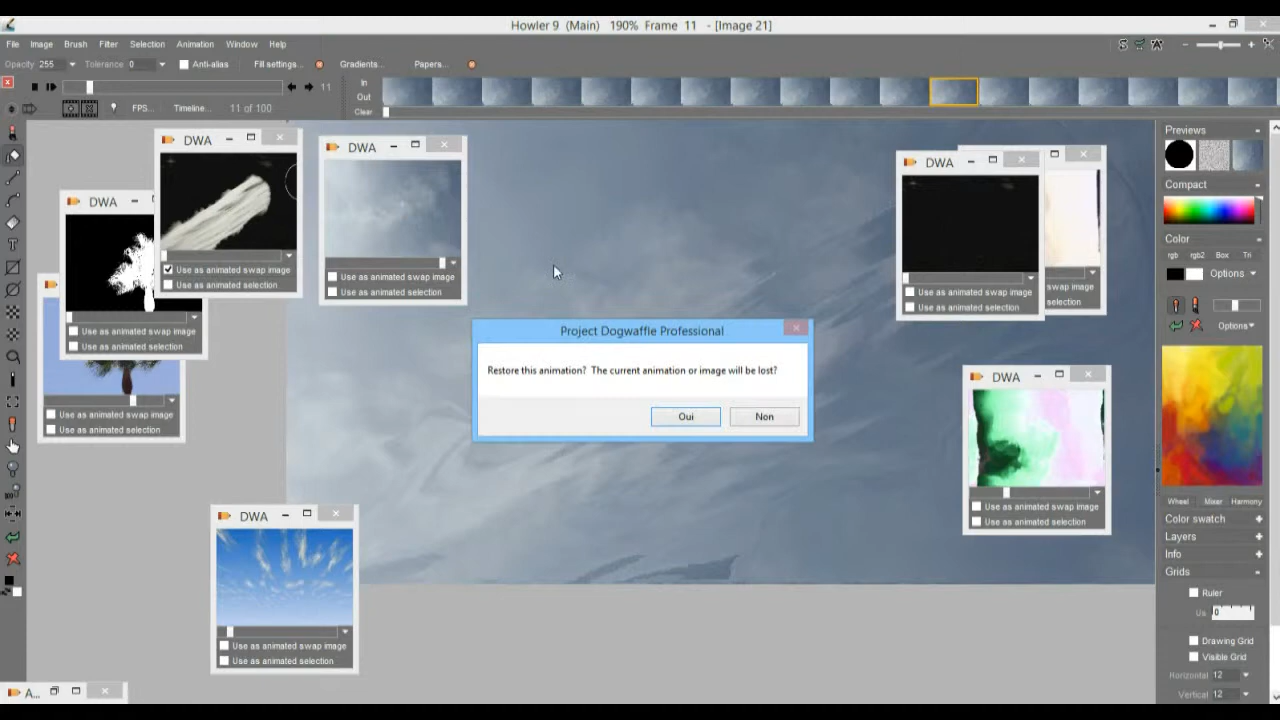 Howler 9 (Main) 190% Frame 11 - [Image 21]
File Image Brush Filter Selection Animation Window Help
Opacity 255 Tolerance 0 Anti-alias Fill settings... Gradients... Papers...
11
In
Out
Clear
FPS... Timeline... 11 of 100
DWA
Use as animated swap image
Use as animated selection
DWA
Use as animated swap image
Use as animated selection
DWA
Use as animated swap image
Use as animated selection
Use as animated swap image
Use as animated selection
DWA
Use as animated swap image
Use as animated selection
swap image
selection
Project Dogwaffle Professional
Restore this animation? The current animation or image will be lost?
Oui Non
DWA
Use as animated swap image
Use as animated selection
DWA
Use as animated swap image
Use as animated selection
A...
Previews
Compact
Color
rgb rgb2 Box Tri
Options
Options
Wheel Mixer Harmony
Color swatch
Layers
Info
Grids
Ruler
Us 0
Drawing Grid
Visible Grid
Horizontal 12
Vertical 12